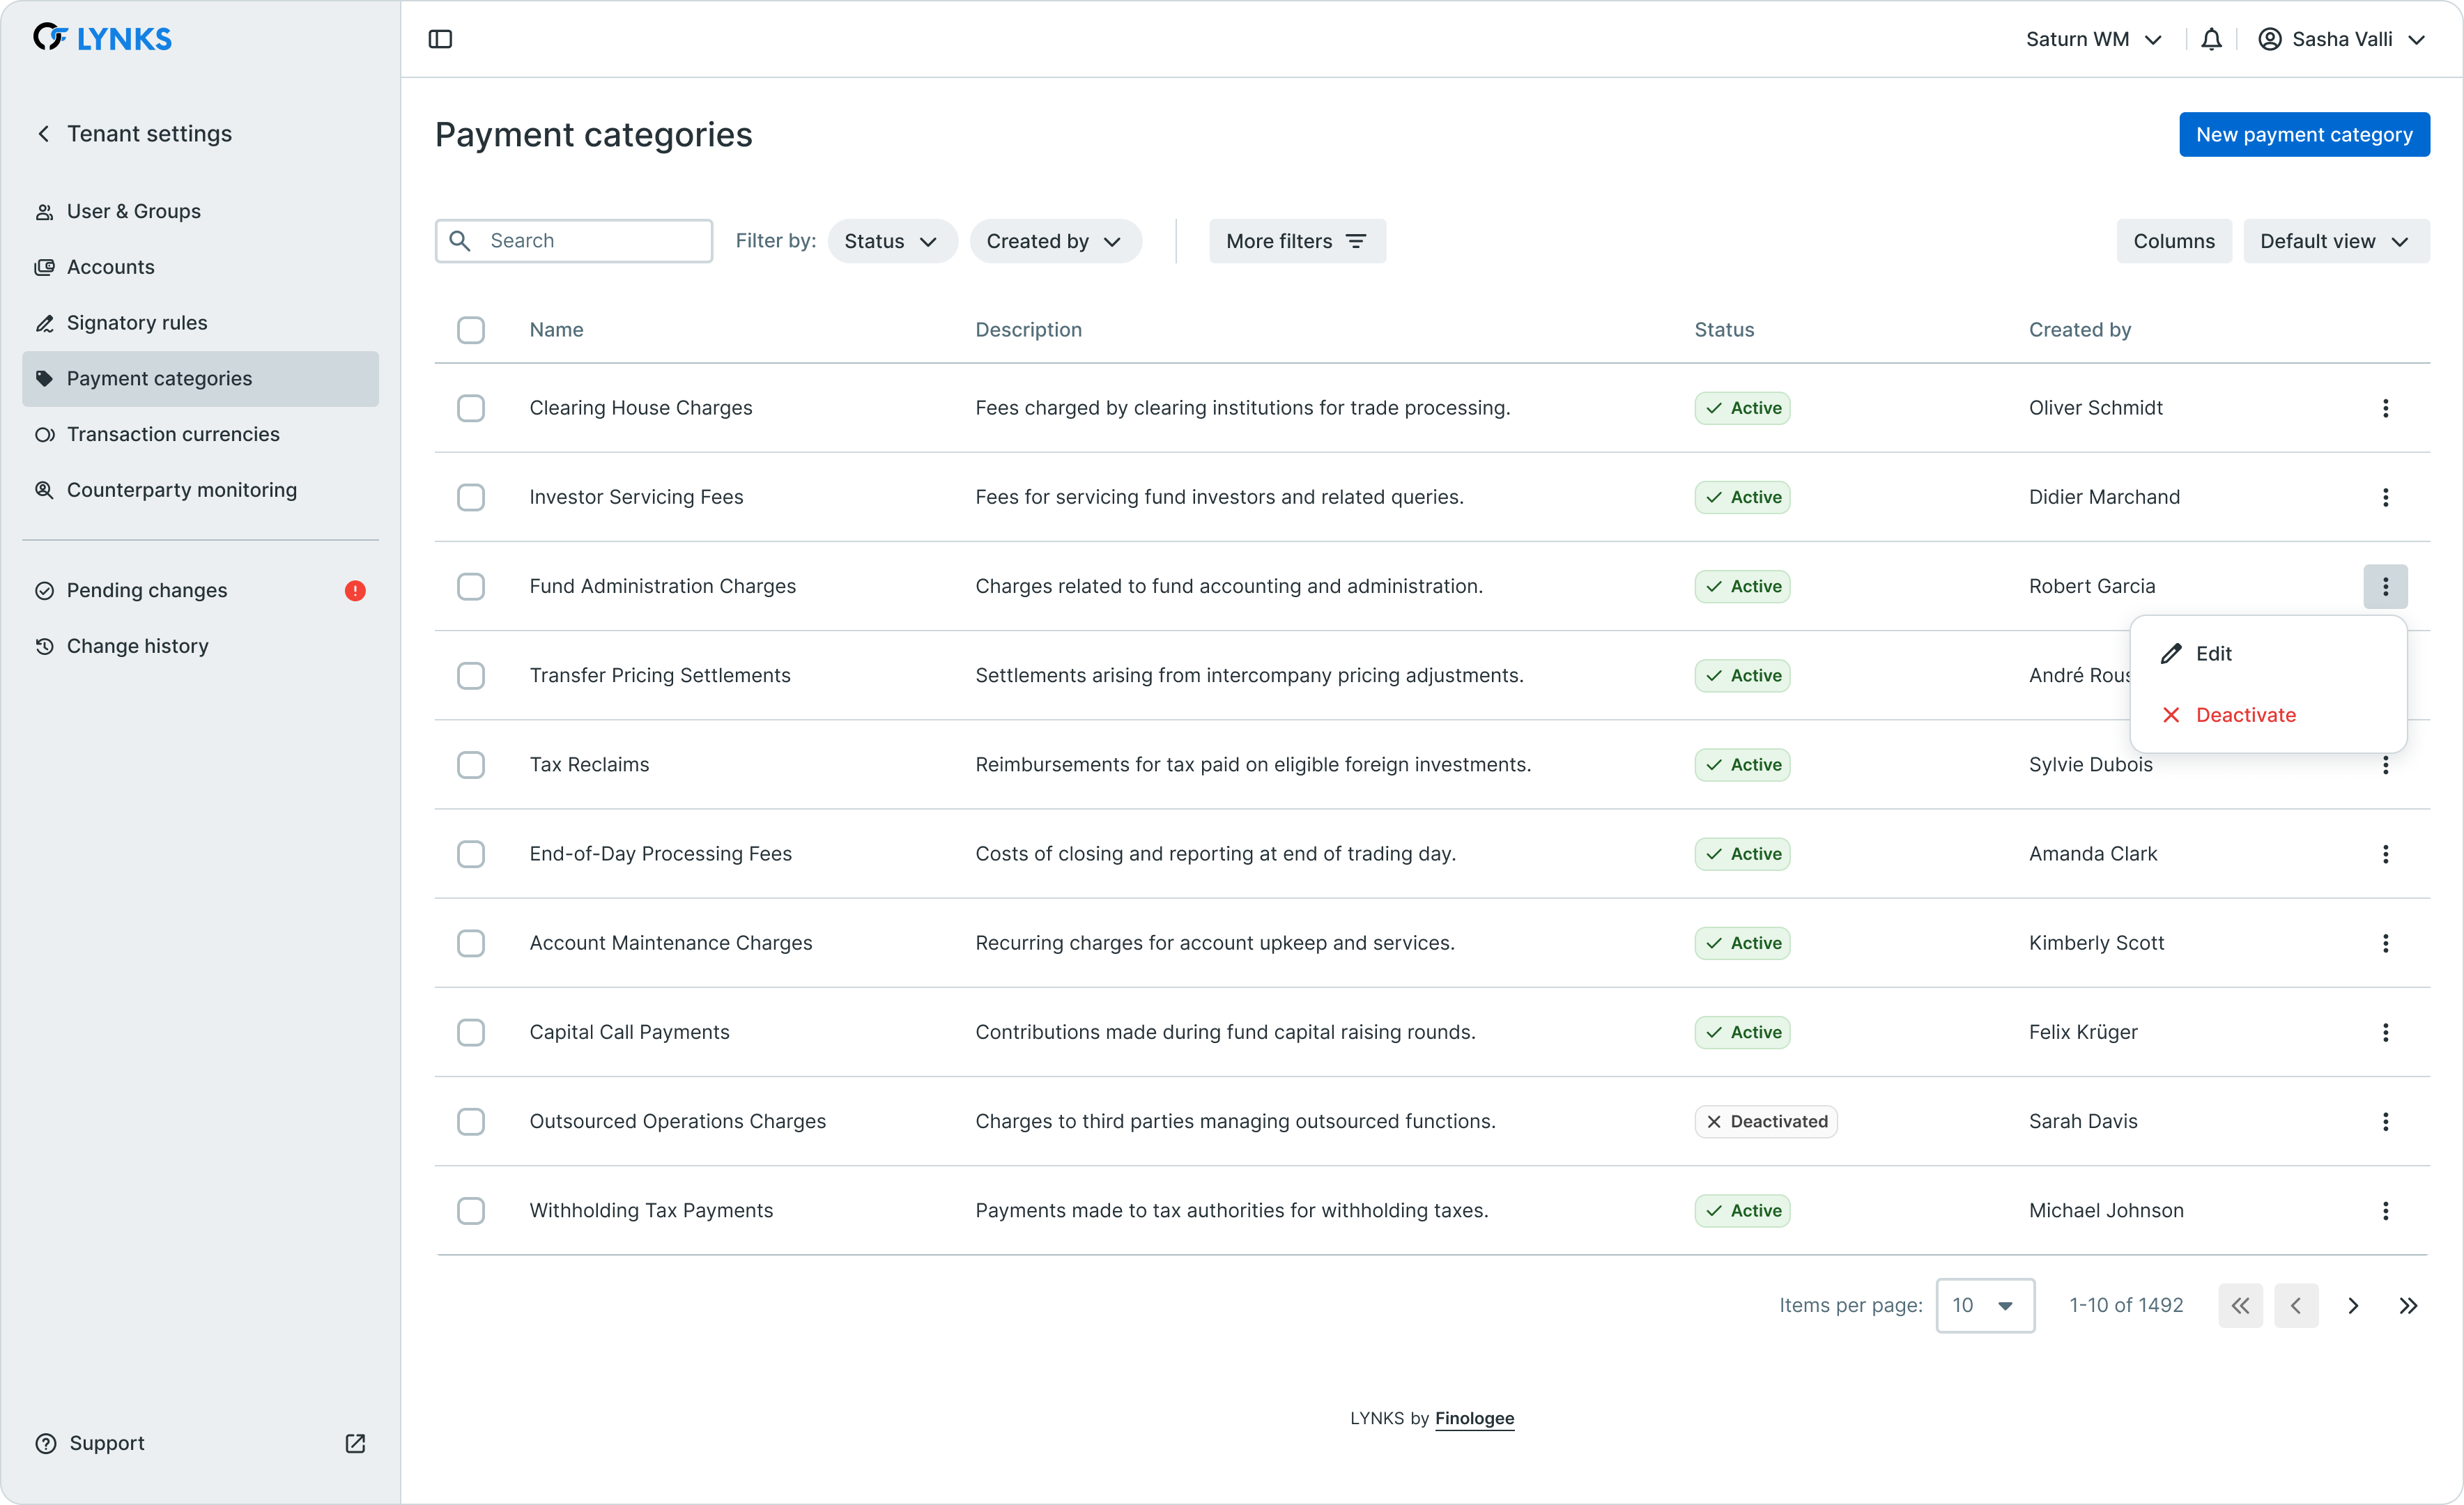 LYNKS
Saturn WM
Sasha Valli
Tenant settings
User & Groups
Accounts
Signatory rules
Payment categories
Transaction currencies
Counterparty monitoring
Pending changes
Change history
Support
Payment categories
New payment category
Search
Filter by:
Status
Created by
More filters
Columns
Default view
Name Description Status Created by
Clearing House Charges Fees charged by clearing institutions for trade processing. Active Oliver Schmidt
Investor Servicing Fees Fees for servicing fund investors and related queries. Active Didier Marchand
Fund Administration Charges Charges related to fund accounting and administration. Active Robert Garcia
Edit
Deactivate
Transfer Pricing Settlements Settlements arising from intercompany pricing adjustments. Active André
Tax Reclaims Reimbursements for tax paid on eligible foreign investments. Active Sylvie Dubois
End-of-Day Processing Fees Costs of closing and reporting at end of trading day. Active Amanda Clark
Account Maintenance Charges Recurring charges for account upkeep and services. Active Kimberly Scott
Capital Call Payments Contributions made during fund capital raising rounds. Active Felix Krüger
Outsourced Operations Charges Charges to third parties managing outsourced functions. Deactivated Sarah Davis
Withholding Tax Payments Payments made to tax authorities for withholding taxes. Active Michael Johnson
Items per page: 10 1-10 of 1492
LYNKS by Finologee